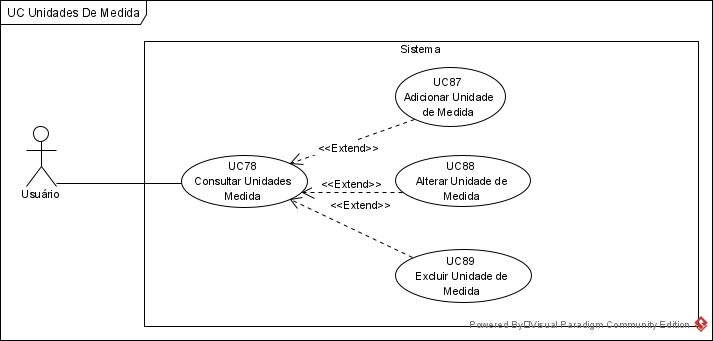 UC Unidades De Medida
Sistema
UC87
Adicionar Unidade
de Medida
<<Extend>>
UC78
Consultar Unidades
Medida
<<Extend>>
UC88
Alterar Unidade de
Medida
<<Extend>>
Usuário
UC89
Excluir Unidade de
Medida
Powered By Visual Paradigm Community Edition